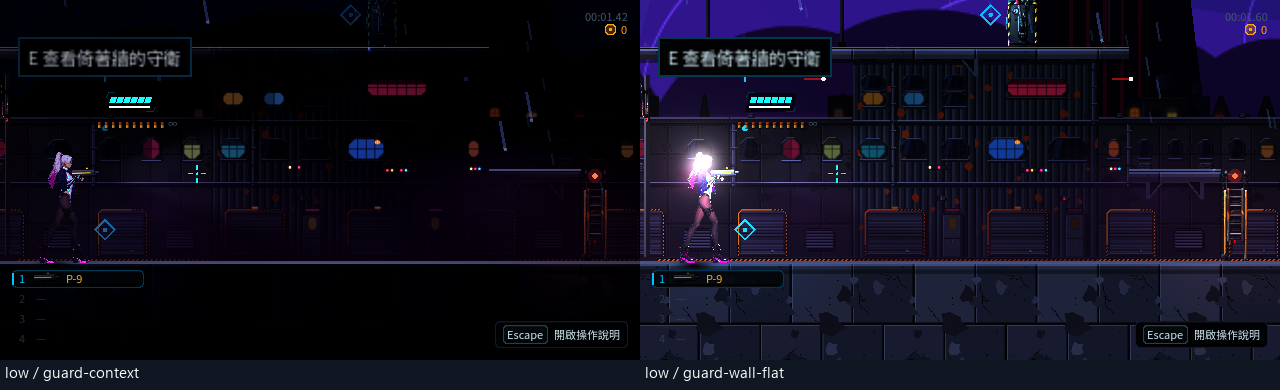 00:01.42
0
E 查看倚著牆的守衛
∞
1 P-9
2 —
3 —
4 —
Escape 開啟操作說明
low / guard-context
00:01.60
0
E 查看倚著牆的守衛
∞
1 P-9
2 —
3 —
4 —
Escape 開啟操作說明
low / guard-wall-flat